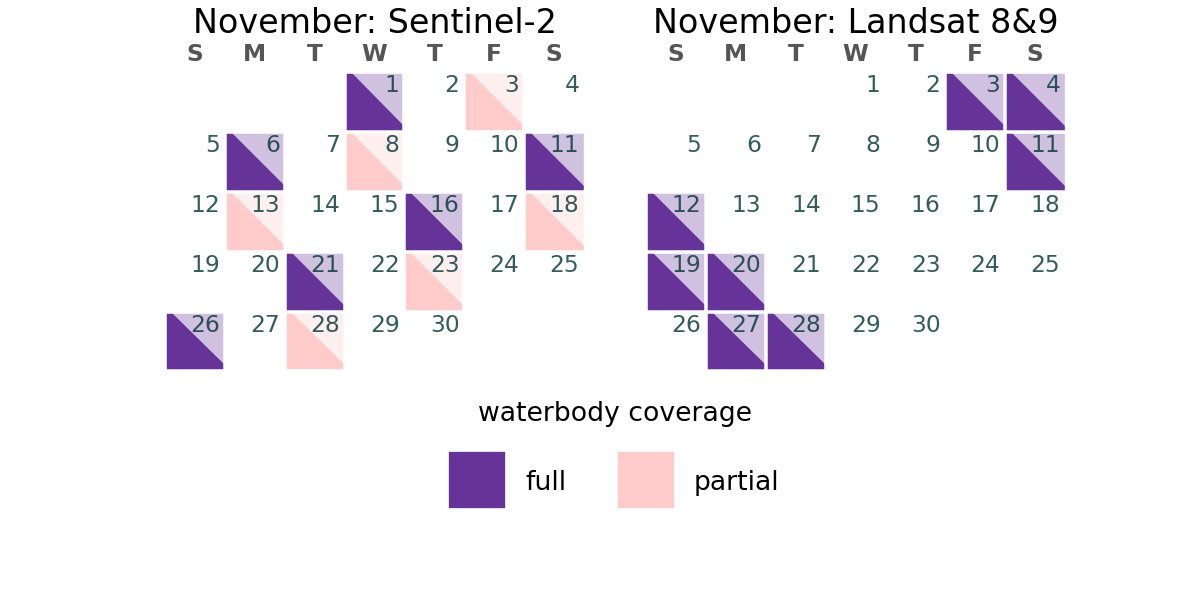 November: Sentinel-2
S M T W T F S
1 2 3 4
5 6 7 8 9 10 11
12 13 14 15 16 17 18
19 20 21 22 23 24 25
26 27 28 29 30
November: Landsat 8&9
S M T W T F S
1 2 3 4
5 6 7 8 9 10 11
12 13 14 15 16 17 18
19 20 21 22 23 24 25
26 27 28 29 30
waterbody coverage
full
partial